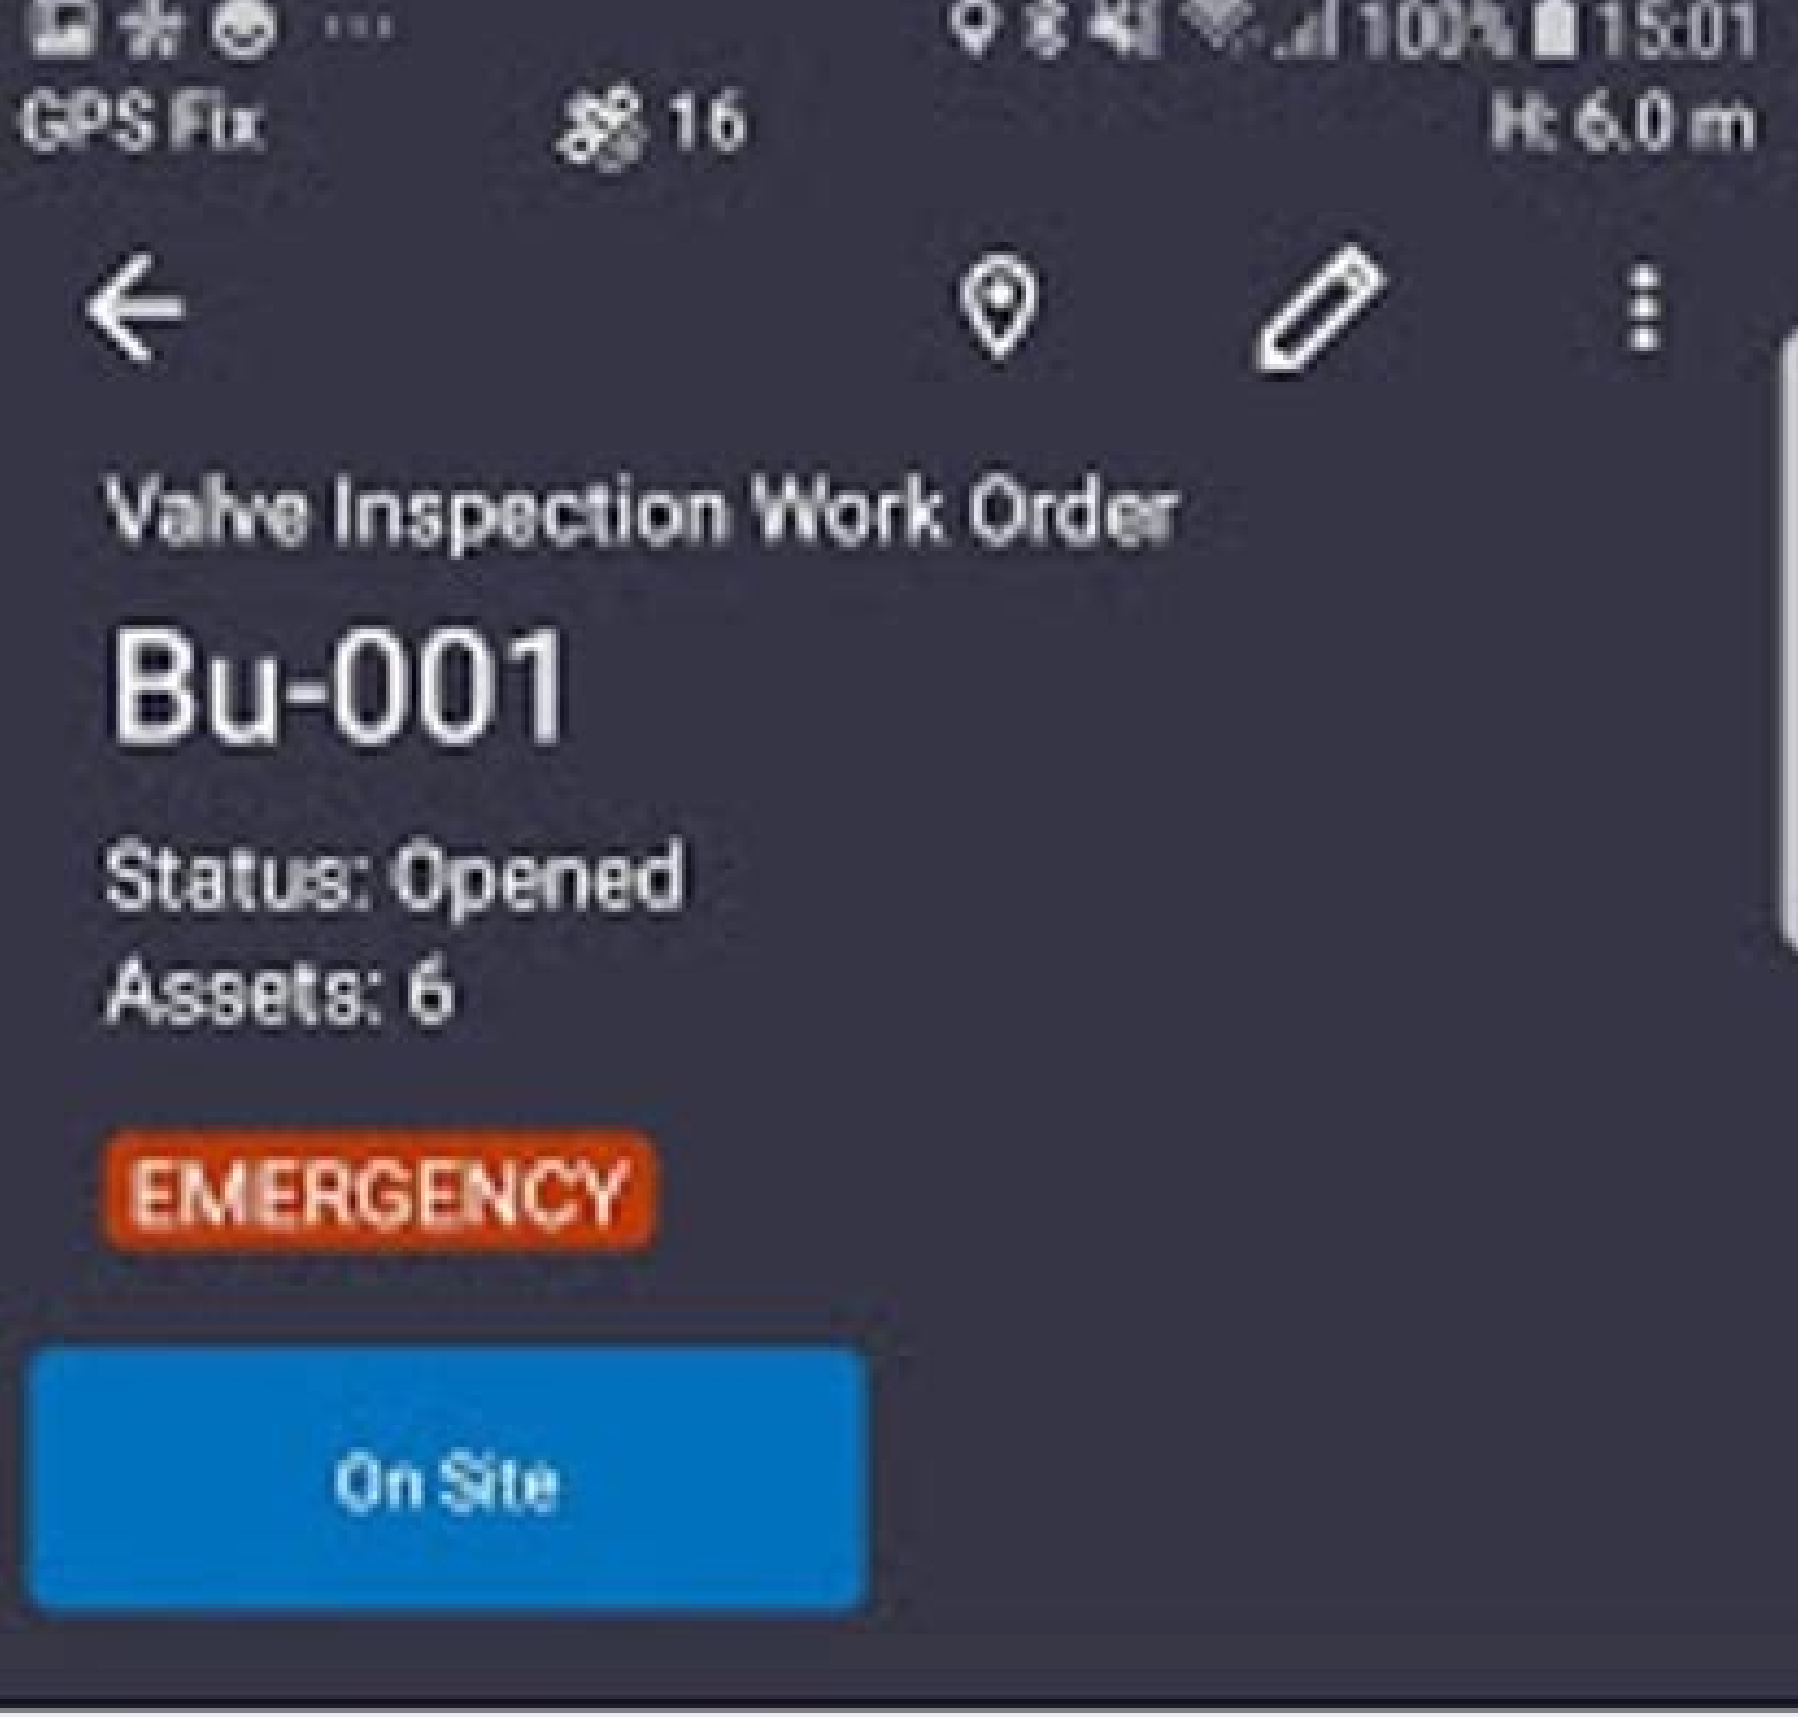 100% 15:01
GPS Fix 16 H: 6.0 m
Valve Inspection Work Order
Bu-001
Status: Opened
Assets: 6
EMERGENCY
On Site